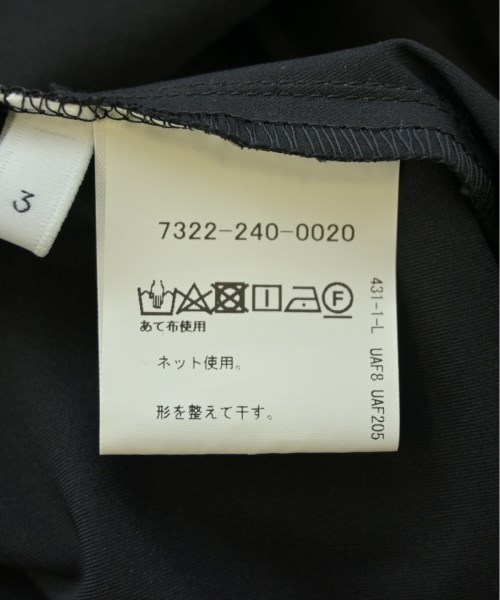 3
7322-240-0020
F
あて布使用
ネット使用。
形を整えて干す。
431-1-L UAF8 UAF205